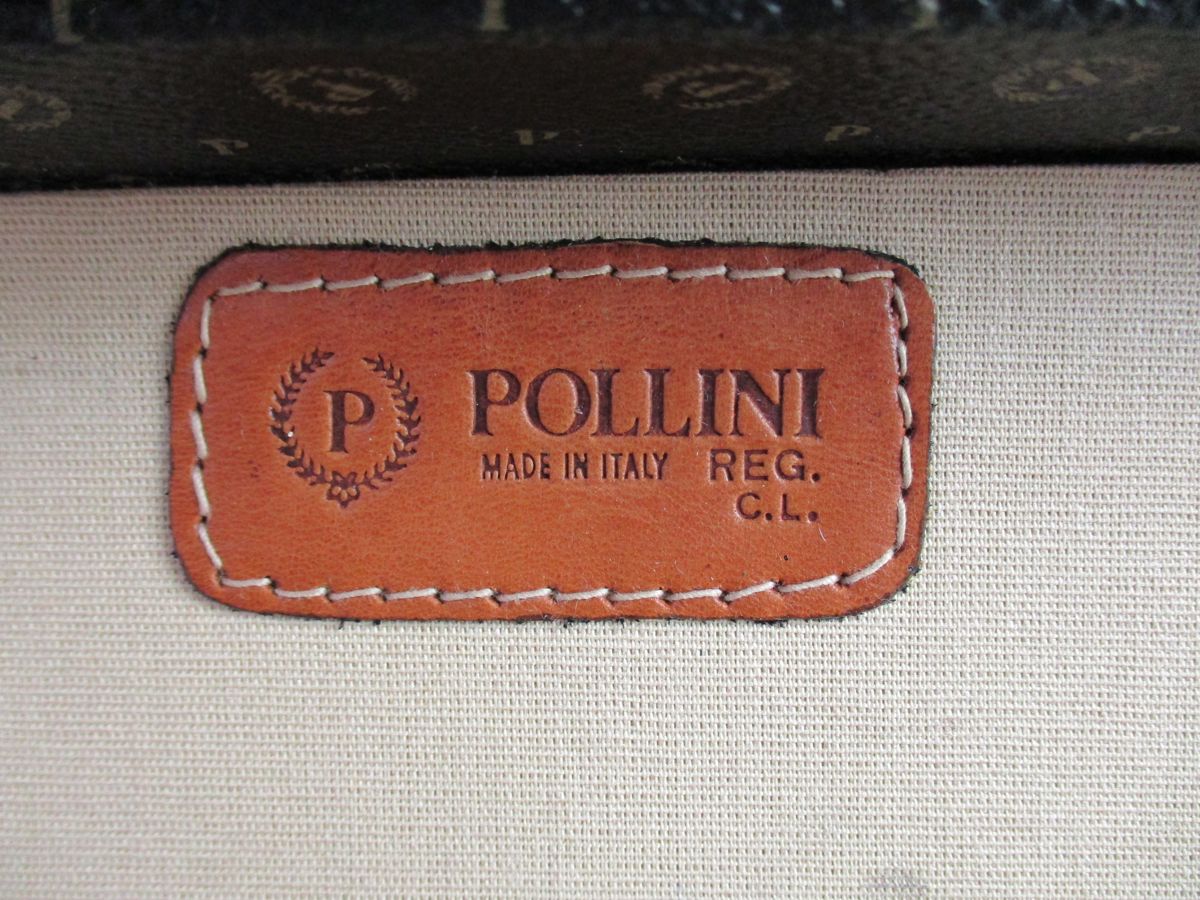 P P P P
P
POLLINI
MADE IN ITALY REG.
C.L.